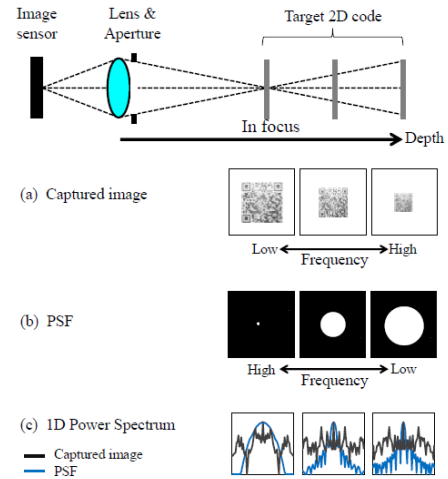 Image
sensor
Lens &
Aperture
Target 2D code
In focus
Depth
(a) Captured image
Low
High
Frequency
(b) PSF
High
Low
Frequency
(c) 1D Power Spectrum
Captured image
PSF